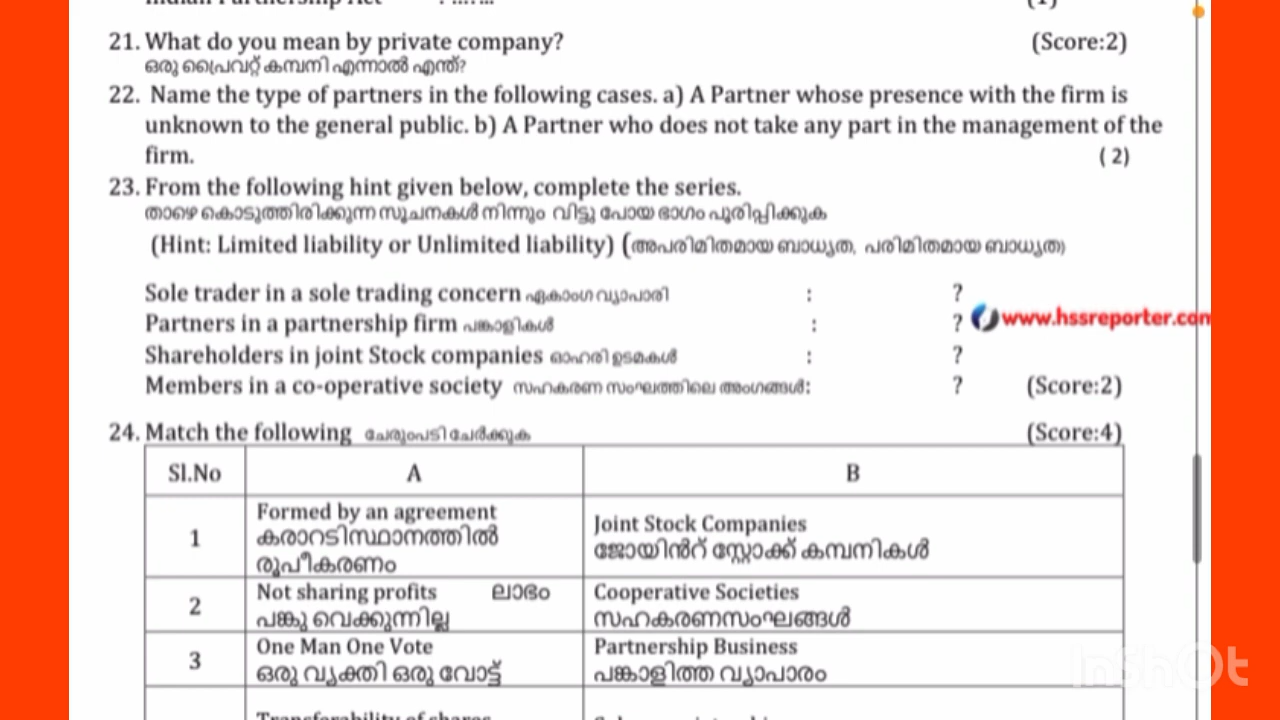 21. What do you mean by private company? (Score:2)
ഒരു പ്രൈവറ്റ് കമ്പനി എന്നാൽ എന്ത്?
22. Name the type of partners in the following cases. a) A Partner whose presence with the firm is
unknown to the general public. b) A Partner who does not take any part in the management of the
firm. ( 2)
23. From the following hint given below, complete the series.
താഴെ കൊടുത്തിരിക്കുന്ന സൂചനകൾ നിന്നും വിട്ടു പോയ ഭാഗം പൂരിപ്പിക്കുക
(Hint: Limited liability or Unlimited liability) (അപരിമിതമായ ബാധ്യത, പരിമിതമായ ബാധ്യത)
Sole trader in a sole trading concern ഏകാംഗ വ്യാപാരി : ?
Partners in a partnership firm പങ്കാളികൾ : ? www.hssreporter.com
Shareholders in joint Stock companies ഓഹരി ഉടമകൾ : ?
Members in a co-operative society സഹകരണ സംഘത്തിലെ അംഗങ്ങൾ: ? (Score:2)
24. Match the following ചേരുംപടി ചേർക്കുക (Score:4)
Sl.No A B
1 Formed by an agreement
കരാറടിസ്ഥാനത്തിൽ
രൂപീകരണം
Joint Stock Companies
ജോയിൻറ് സ്റ്റോക്ക് കമ്പനികൾ
2 Not sharing profits ലാഭം
പങ്കു വെക്കുന്നില്ല
Cooperative Societies
സഹകരണസംഘങ്ങൾ
3 One Man One Vote
ഒരു വ്യക്തി ഒരു വോട്ട്
Partnership Business
പങ്കാളിത്ത വ്യാപാരം
InShOt